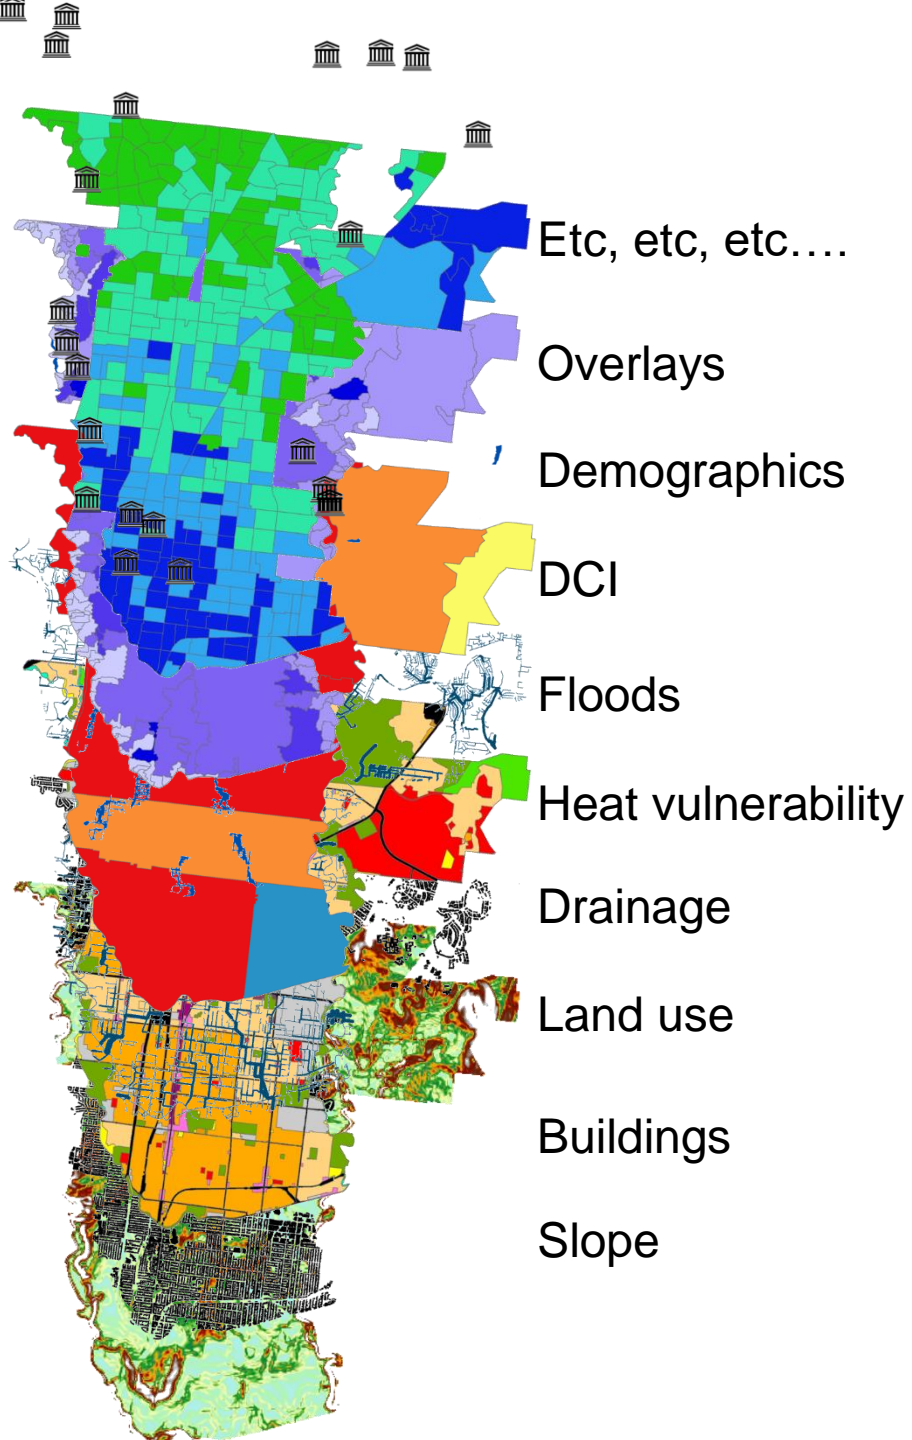 Etc, etc, etc….
Overlays
Demographics
DCI
Floods
Heat vulnerability
Drainage
Land use
Buildings
Slope